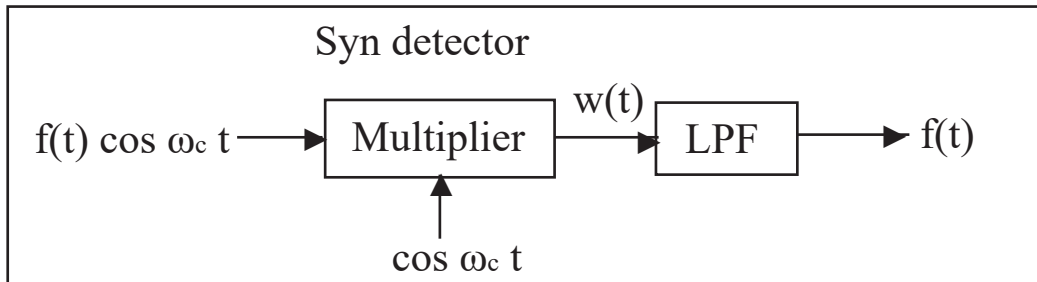 Syn detector
w(t)
f(t) cos ωc t Multiplier LPF f(t)
cos ωc t